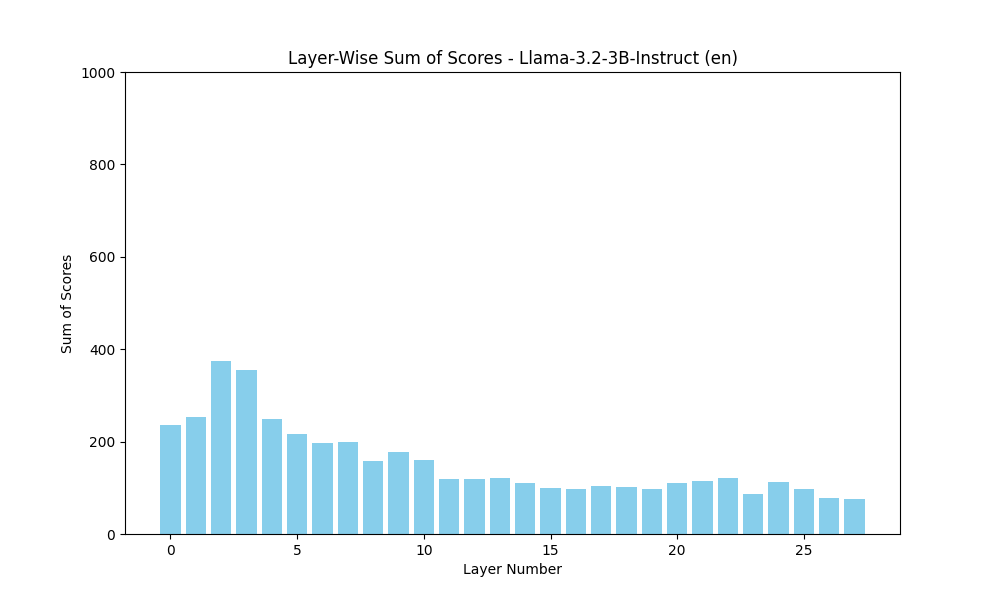 Layer-Wise Sum of Scores - Llama-3.2-3B-Instruct (en)
1000
800
600
400
200
0
Sum of Scores
0 5 10 15 20 25
Layer Number